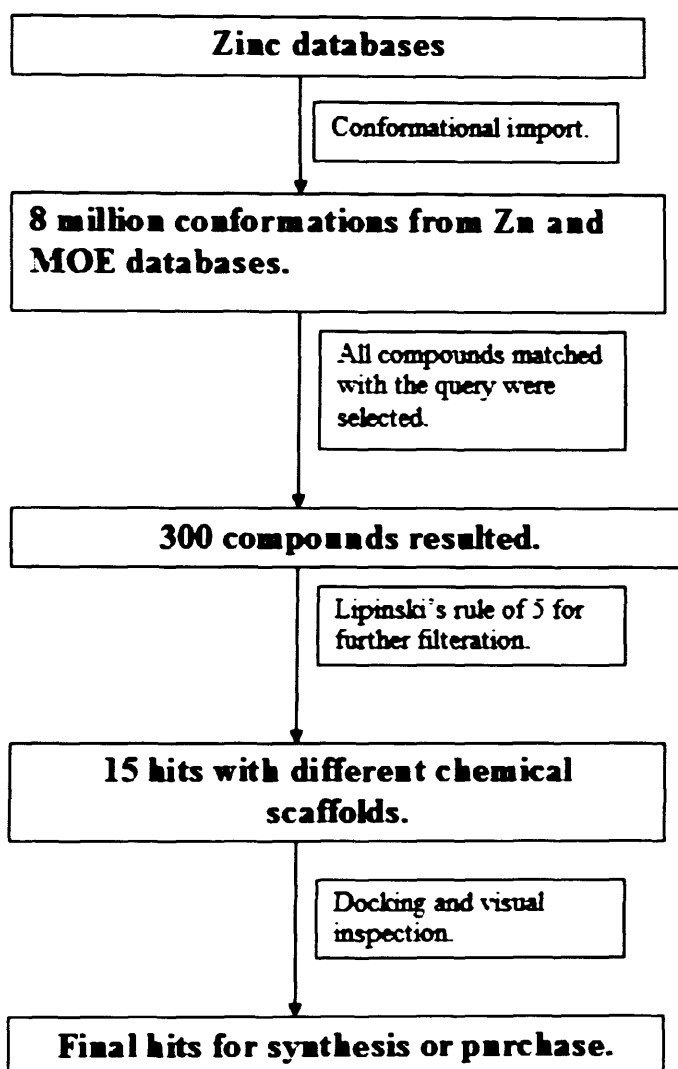 Zinc databases
Conformational import.
8 million conformations from Zn and
MOE databases.
All compounds matched
with the query were
selected.
300 compounds resulted.
Lipinski's rule of 5 for
further filteration.
15 hits with different chemical
scaffolds.
Docking and visual
inspection.
Final hits for synthesis or purchase.